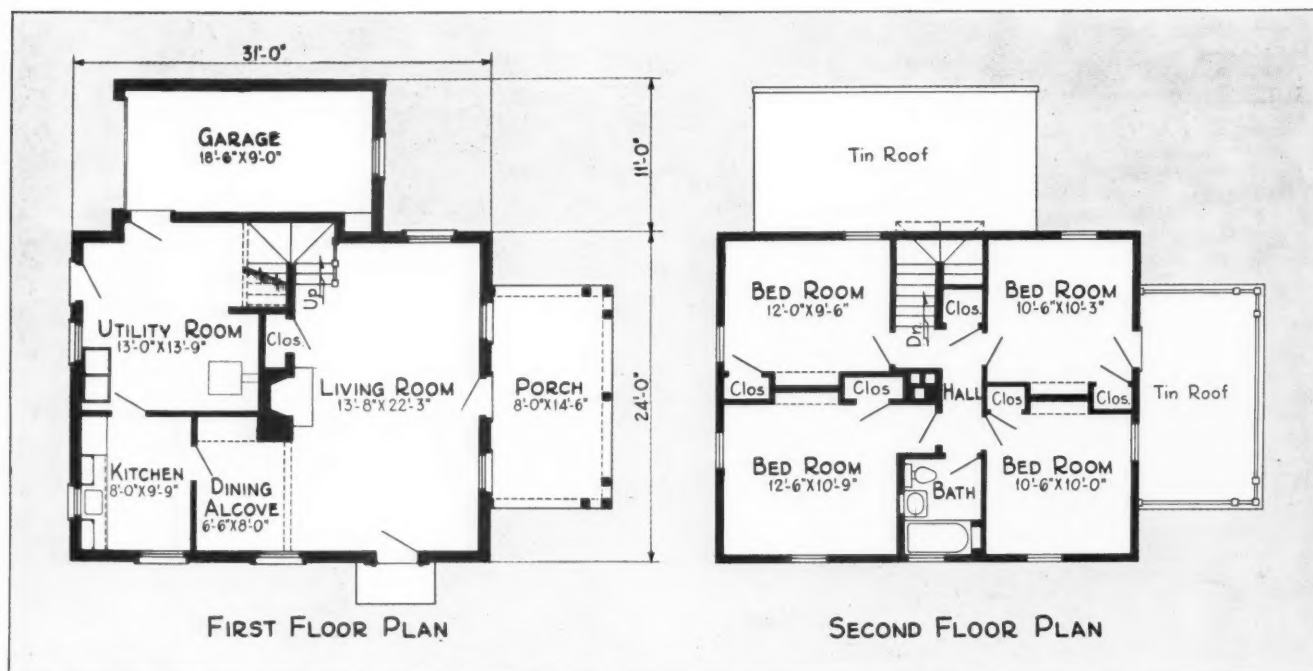 31'-0"
GARAGE
18'-6"X9'-0"
11'-0"
Up
UTILITY ROOM
13'-0"X13'-9"
Clos.
LIVING ROOM
13'-8"X22'-3"
PORCH
8'-0"X14'-6"
24'-0"
KITCHEN
8'-0"X9'-9"
DINING
ALCOVE
6'-6"X8'-0"
FIRST FLOOR PLAN
Tin Roof
BED ROOM
12'-0"X9'-6"
Dn.
Clos.
BED ROOM
10'-6"X10'-3"
Clos
Clos
HALL
Clos
Clos.
Tin Roof
BED ROOM
12'-6"X10'-9"
BATH
BED ROOM
10'-6"X10'-0"
SECOND FLOOR PLAN